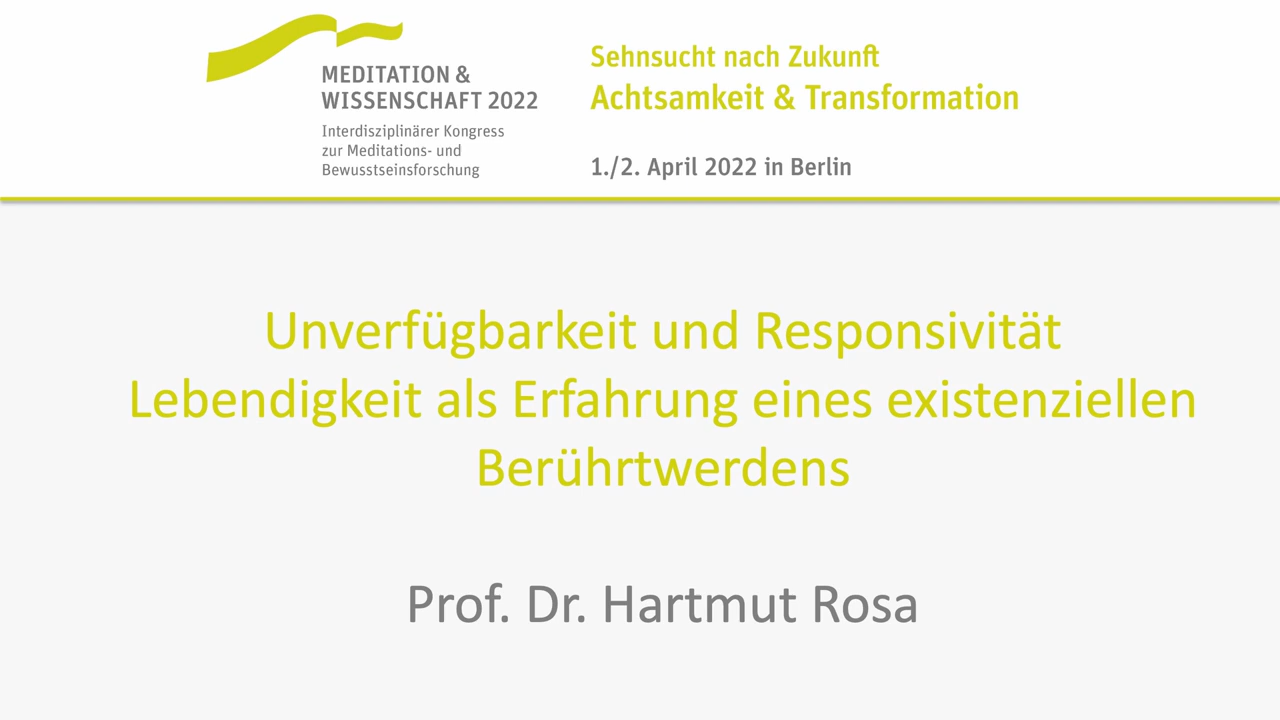 MEDITATION &
WISSENSCHAFT 2022
Interdisziplinärer Kongress
zur Meditations- und
Bewusstseinsforschung
Sehnsucht nach Zukunft
Achtsamkeit & Transformation
1./2. April 2022 in Berlin
Unverfügbarkeit und Responsivität
Lebendigkeit als Erfahrung eines existenziellen
Berührtwerdens
Prof. Dr. Hartmut Rosa